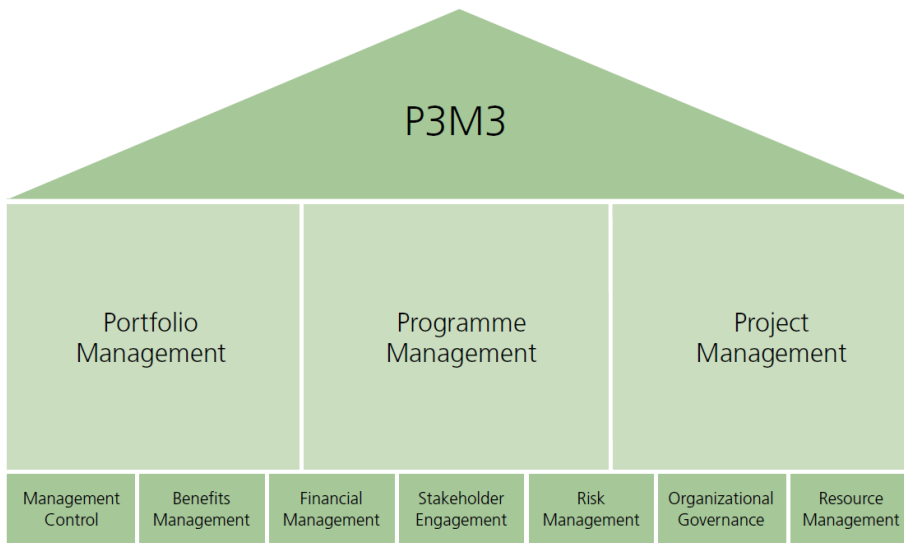 P3M3
Portfolio
Management
Programme
Management
Project
Management
Management
Control
Benefits
Management
Financial
Management
Stakeholder
Engagement
Risk
Management
Organizational
Governance
Resource
Management